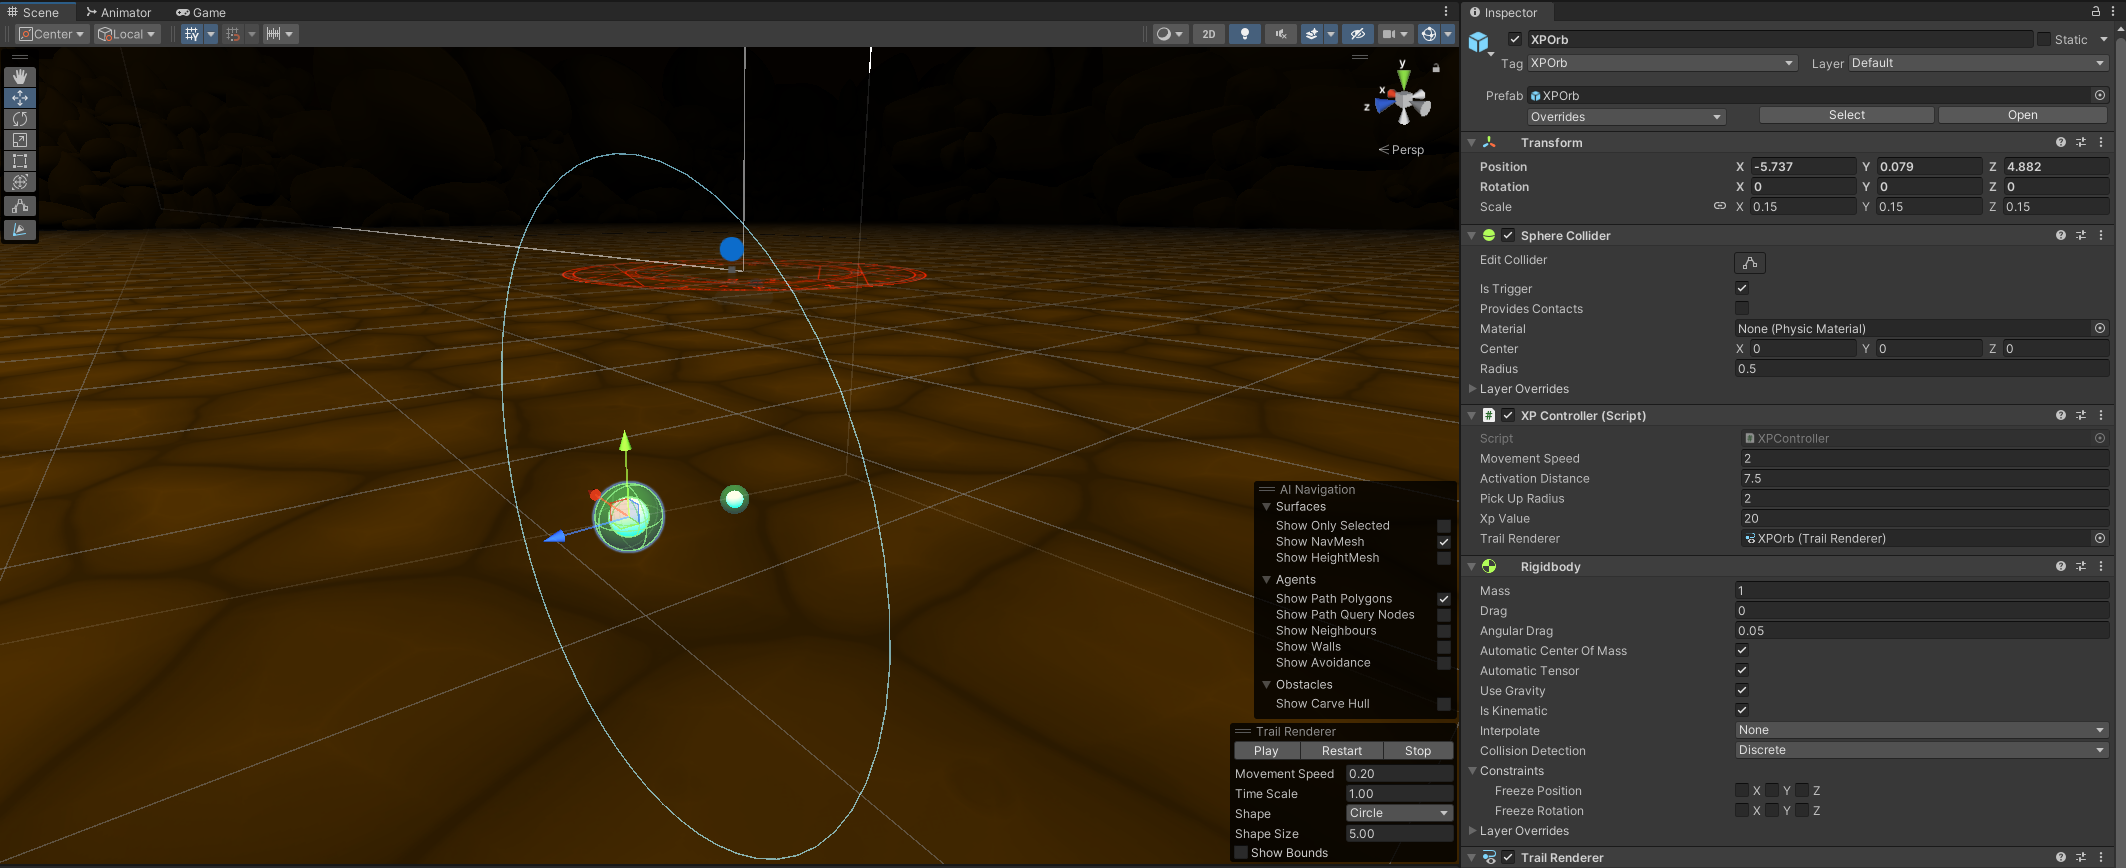 Scene Animator Game
Center Local 2D
y
x
z
Persp
AI Navigation
Surfaces
Show Only Selected
Show NavMesh
Show HeightMesh
Agents
Show Path Polygons
Show Path Query Nodes
Show Neighbours
Show Walls
Show Avoidance
Obstacles
Show Carve Hull
Trail Renderer
Play Restart Stop
Movement Speed 0.20
Time Scale 1.00
Shape Circle
Shape Size 5.00
Show Bounds
Inspector
XPOrb Static
Tag XPOrb Layer Default
Prefab XPOrb
Overrides Select Open
Transform
Position X -5.737 Y 0.079 Z 4.882
Rotation X 0 Y 0 Z 0
Scale X 0.15 Y 0.15 Z 0.15
Sphere Collider
Edit Collider
Is Trigger
Provides Contacts
Material None (Physic Material)
Center X 0 Y 0 Z 0
Radius 0.5
Layer Overrides
# XP Controller (Script)
Script XPController
Movement Speed 2
Activation Distance 7.5
Pick Up Radius 2
Xp Value 20
Trail Renderer XPOrb (Trail Renderer)
Rigidbody
Mass 1
Drag 0
Angular Drag 0.05
Automatic Center Of Mass
Automatic Tensor
Use Gravity
Is Kinematic
Interpolate None
Collision Detection Discrete
Constraints
Freeze Position X Y Z
Freeze Rotation X Y Z
Layer Overrides
Trail Renderer